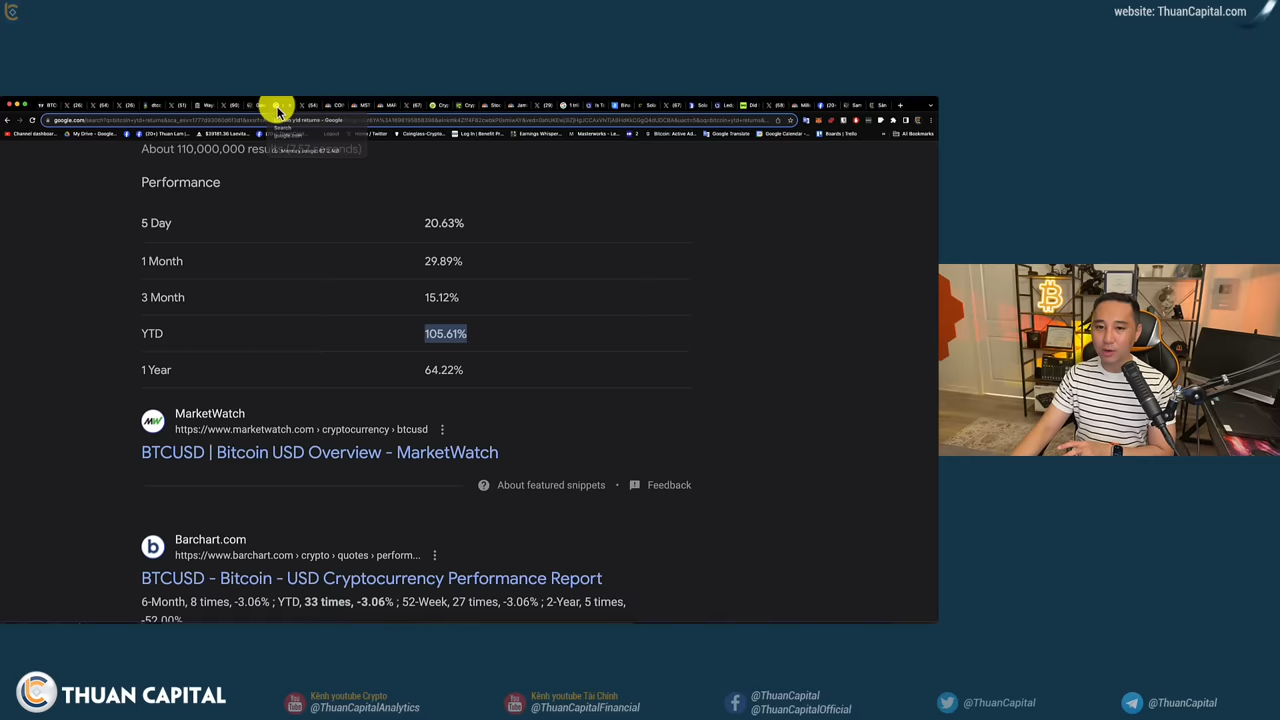 website: ThuanCapital.com
About 110,000,000 results
Performance
5 Day 20.63%
1 Month 29.89%
3 Month 15.12%
YTD 105.61%
1 Year 64.22%
MarketWatch
https://www.marketwatch.com › cryptocurrency › btcusd
BTCUSD | Bitcoin USD Overview - MarketWatch
About featured snippets • Feedback
Barchart.com
https://www.barchart.com › crypto › quotes › perform...
BTCUSD - Bitcoin - USD Cryptocurrency Performance Report
6-Month, 8 times, -3.06% ; YTD, 33 times, -3.06% ; 52-Week, 27 times, -3.06% ; 2-Year, 5 times,
-52.00%
THUAN CAPITAL
Kênh youtube Crypto
@ThuanCapitalAnalytics
Kênh youtube Tài Chính
@ThuanCapitalFinancial
@ThuanCapital
@ThuanCapitalOfficial
@ThuanCapital
@ThuanCapital